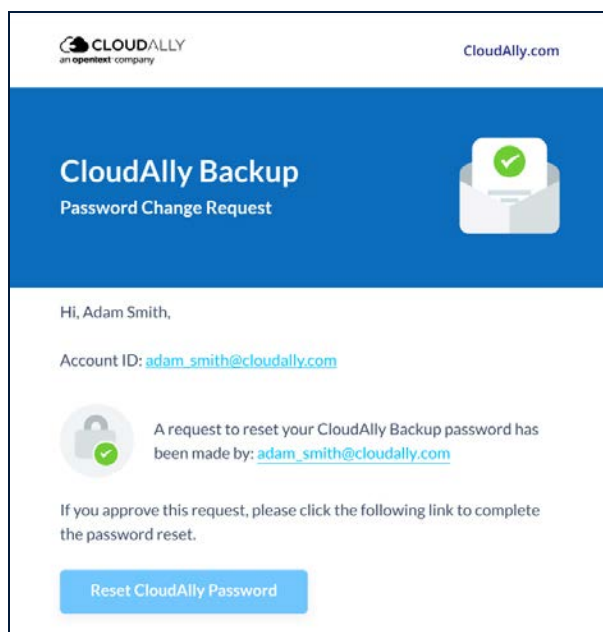 CLOUDALLY
an opentext company
CloudAlly.com
CloudAlly Backup
Password Change Request
Hi, Adam Smith,
Account ID: adam_smith@cloudally.com
A request to reset your CloudAlly Backup password has
been made by: adam_smith@cloudally.com
If you approve this request, please click the following link to complete
the password reset.
Reset CloudAlly Password